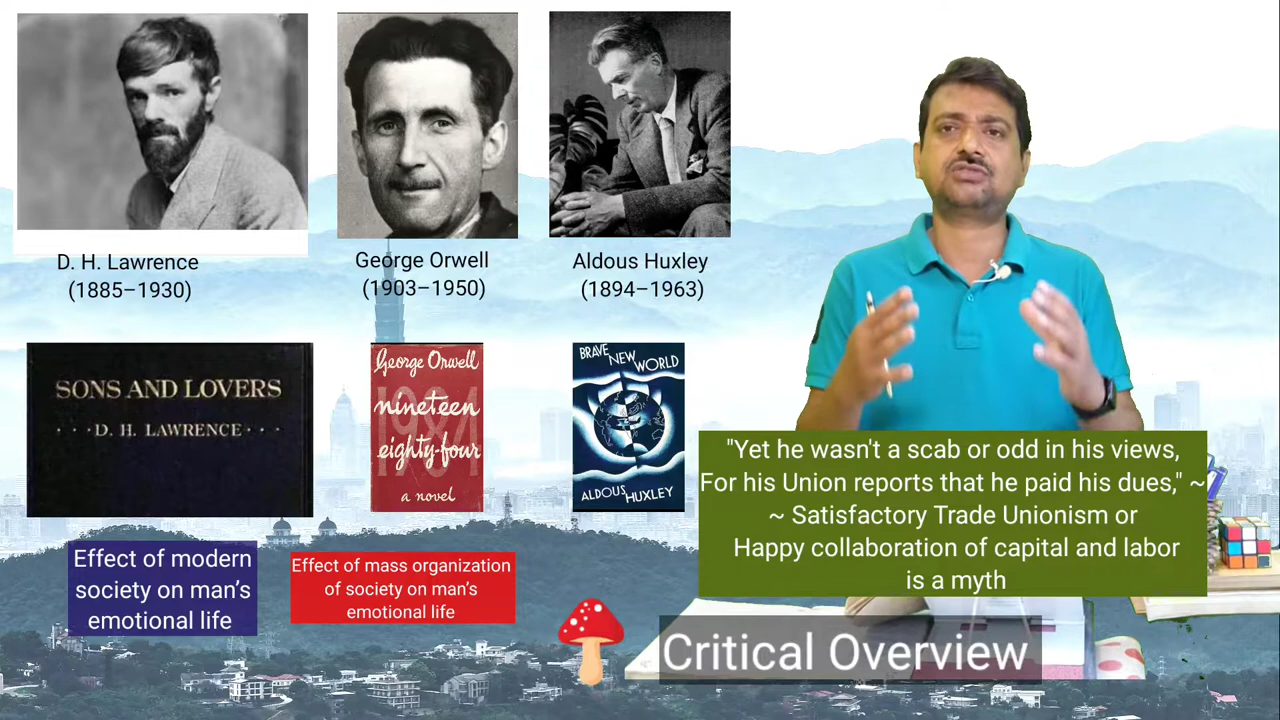 D. H. Lawrence
(1885–1930)
George Orwell
(1903–1950)
Aldous Huxley
(1894–1963)
SONS AND LOVERS
· · · D. H. LAWRENCE · · ·
George Orwell
1984
nineteen
eighty-four
a novel
BRAVE NEW WORLD
ALDOUS HUXLEY
Effect of modern
society on man’s
emotional life
Effect of mass organization
of society on man’s
emotional life
"Yet he wasn't a scab or odd in his views,
For his Union reports that he paid his dues," ~
~ Satisfactory Trade Unionism or
Happy collaboration of capital and labor
is a myth
Critical Overview